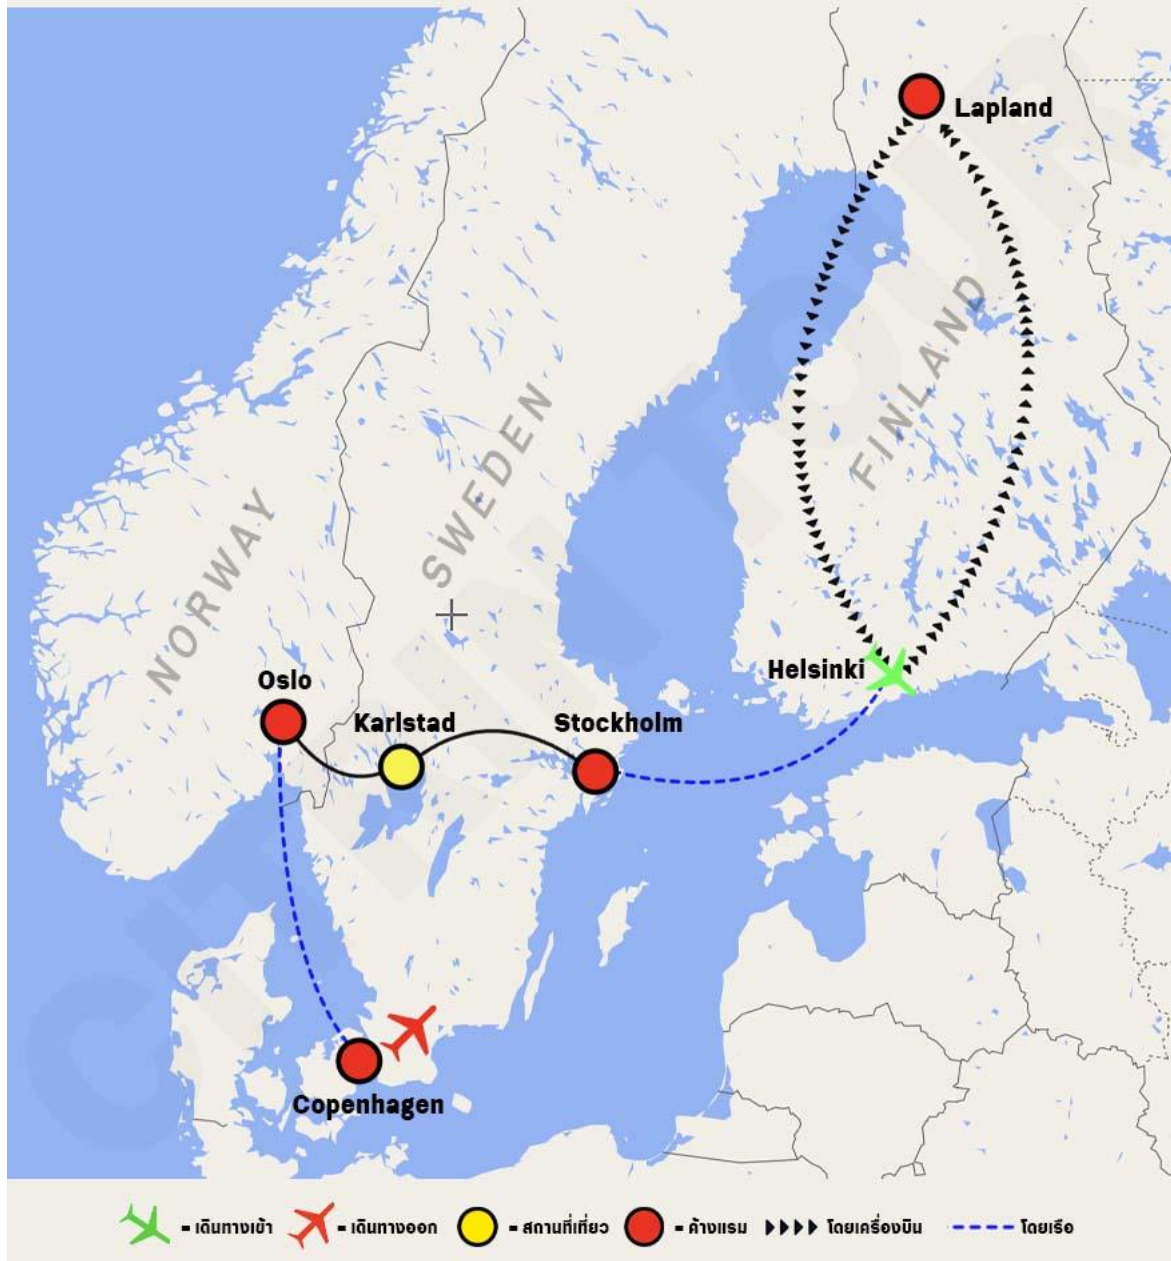 Lapland
FINLAND
SWEDEN
NORWAY
Helsinki
Oslo
Karlstad
Stockholm
Copenhagen
- เดินทางเข้า - เดินทางออก - สถานที่เที่ยว - ค้างแรม โดยเครื่องบิน โดยเรือ